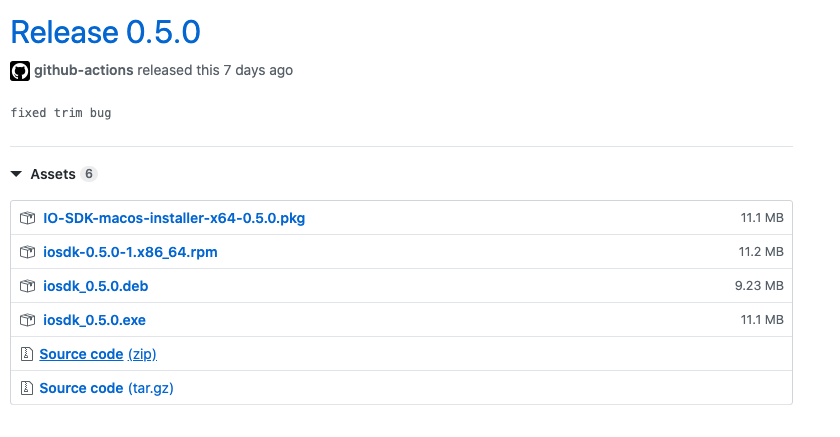 Release 0.5.0
github-actions released this 7 days ago
fixed trim bug
Assets 6
IO-SDK-macos-installer-x64-0.5.0.pkg 11.1 MB
iosdk-0.5.0-1.x86_64.rpm 11.2 MB
iosdk_0.5.0.deb 9.23 MB
iosdk_0.5.0.exe 11.1 MB
Source code (zip)
Source code (tar.gz)